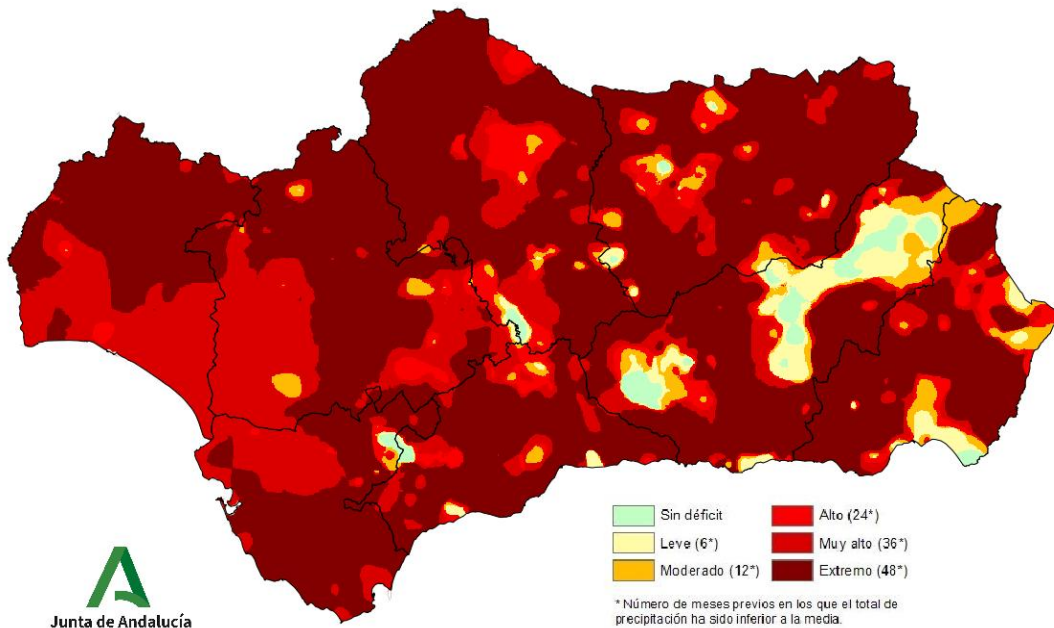 Sin déficit
Leve (6*)
Moderado (12*)
Alto (24*)
Muy alto (36*)
Extremo (48*)
* Número de meses previos en los que el total de
precipitación ha sido inferior a la media.
Junta de Andalucía